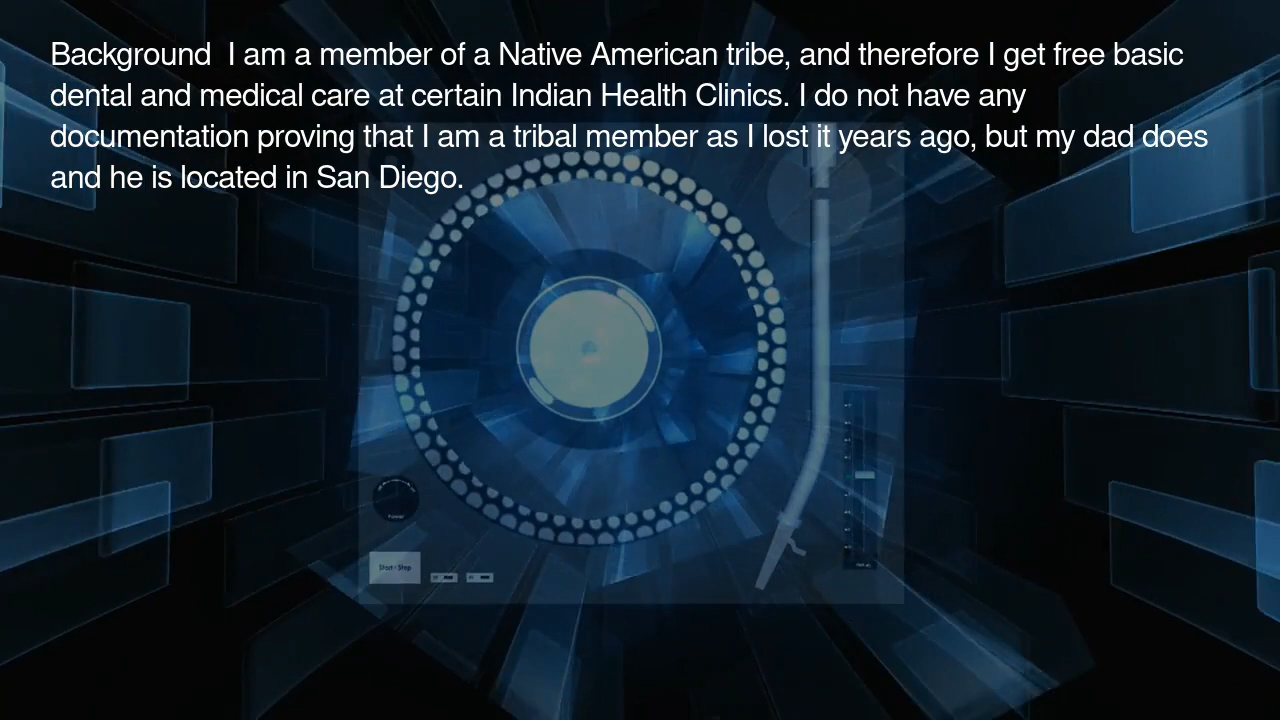 Background  I am a member of a Native American tribe, and therefore I get free basic
dental and medical care at certain Indian Health Clinics. I do not have any
documentation proving that I am a tribal member as I lost it years ago, but my dad does
and he is located in San Diego.
Start • Stop